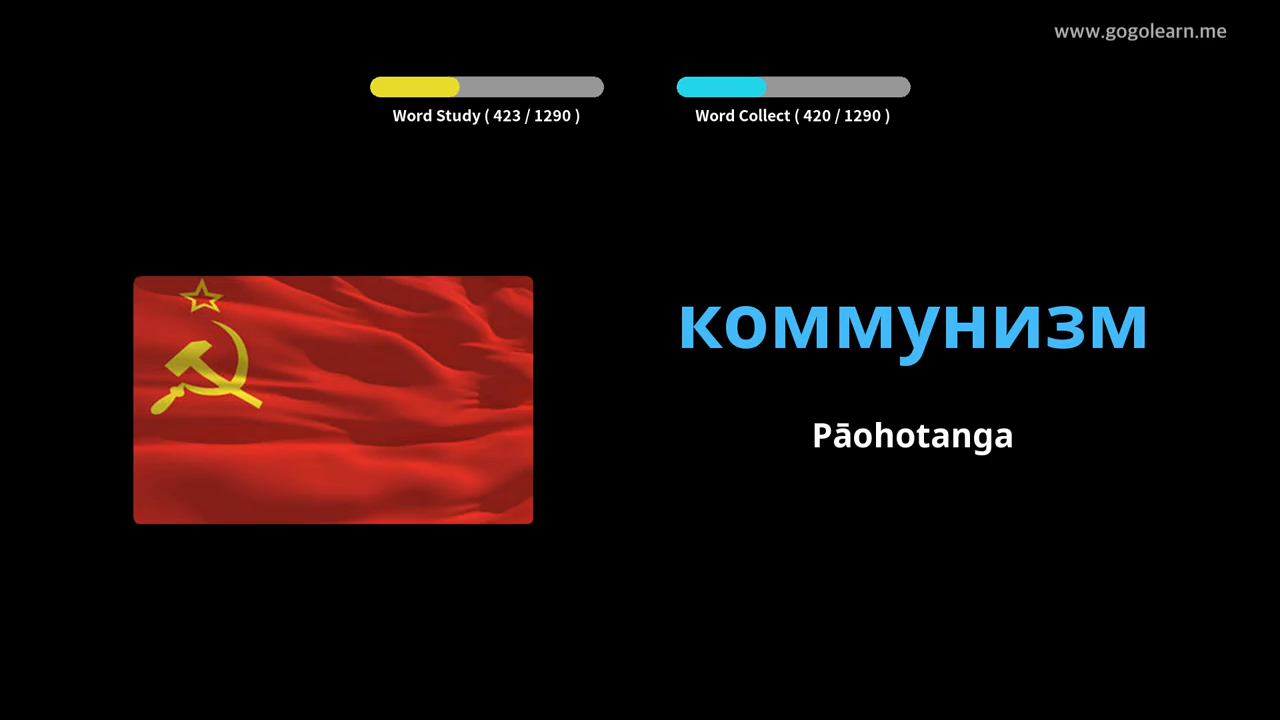 www.gogolearn.me
Word Study ( 423 / 1290 )
Word Collect ( 420 / 1290 )
коммунизм
Pāohotanga